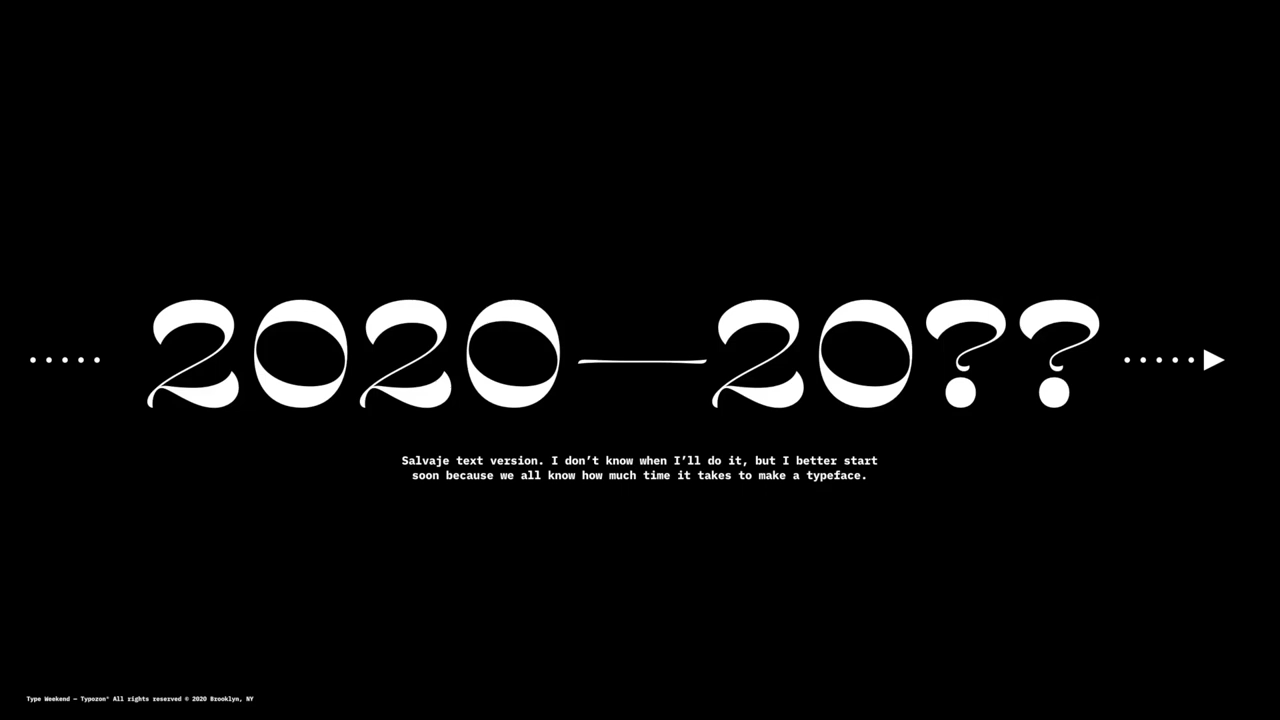 2020—20??
Salvaje text version. I don’t know when I’ll do it, but I better start
soon because we all know how much time it takes to make a typeface.
Type Weekend — Typozon® All rights reserved © 2020 Brooklyn, NY